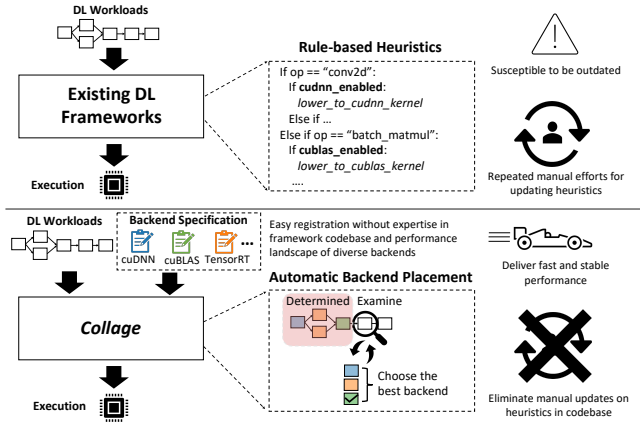 DL Workloads
Existing DL
Frameworks
Execution
Rule-based Heuristics
If op == “conv2d”:
If cudnn_enabled:
lower_to_cudnn_kernel
Else if …
Else if op == “batch_matmul”:
If cublas_enabled:
lower_to_cublas_kernel
….
Susceptible to be outdated
Repeated manual efforts for
updating heuristics
DL Workloads
Backend Specification
cuDNN
cuBLAS
TensorRT
...
Easy registration without expertise in
framework codebase and performance
landscape of diverse backends
Collage
Execution
Automatic Backend Placement
Determined
Examine
Choose the
best backend
Deliver fast and stable
performance
Eliminate manual updates on
heuristics in codebase